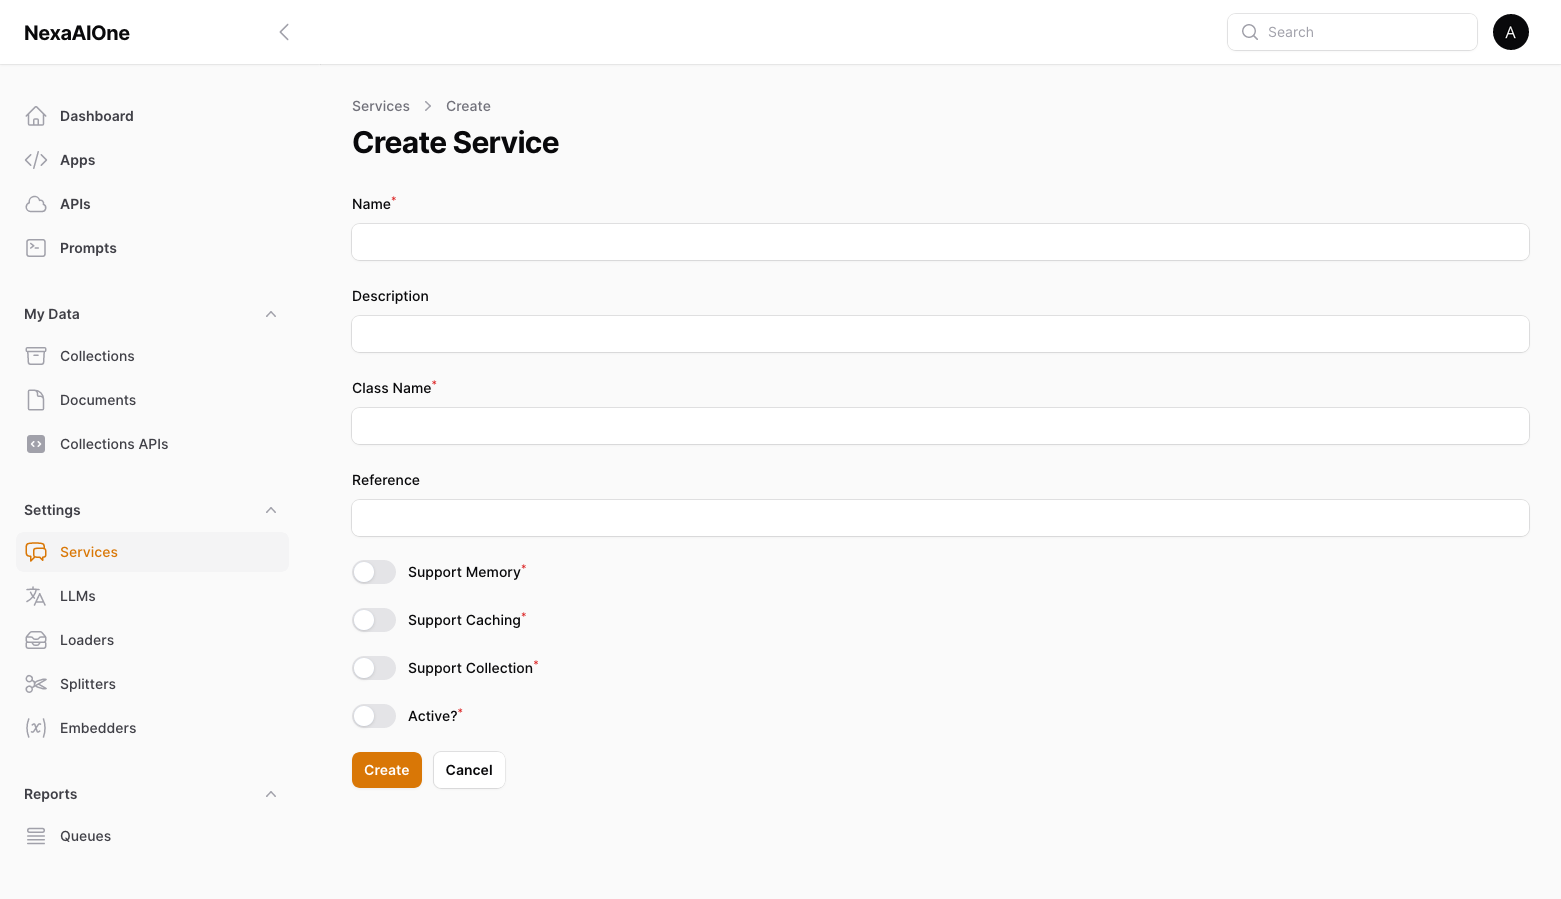 NexaAIOne
Search
A
Dashboard
Apps
APIs
Prompts
My Data
Collections
Documents
Collections APIs
Settings
Services
LLMs
Loaders
Splitters
Embedders
Reports
Queues
Services > Create
Create Service
Name*
Description
Class Name*
Reference
Support Memory*
Support Caching*
Support Collection*
Active?*
Create Cancel